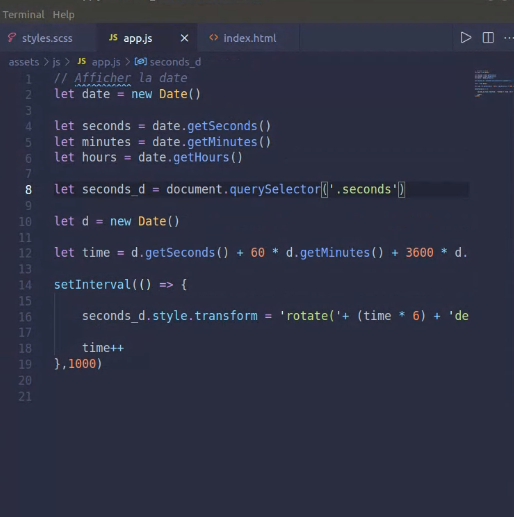 Terminal Help
styles.scss JS app.js × <> index.html ...
assets > js > JS app.js > seconds_d
1 // Afficher la date
2 let date = new Date()
3
4 let seconds = date.getSeconds()
5 let minutes = date.getMinutes()
6 let hours = date.getHours()
7
8 let seconds_d = document.querySelector('.seconds')
9
10 let d = new Date()
11
12 let time = d.getSeconds() + 60 * d.getMinutes() + 3600 * d.
13
14 setInterval(() => {
15
16 seconds_d.style.transform = 'rotate('+ (time * 6) + 'de
17
18 time++
19 },1000)
20
21